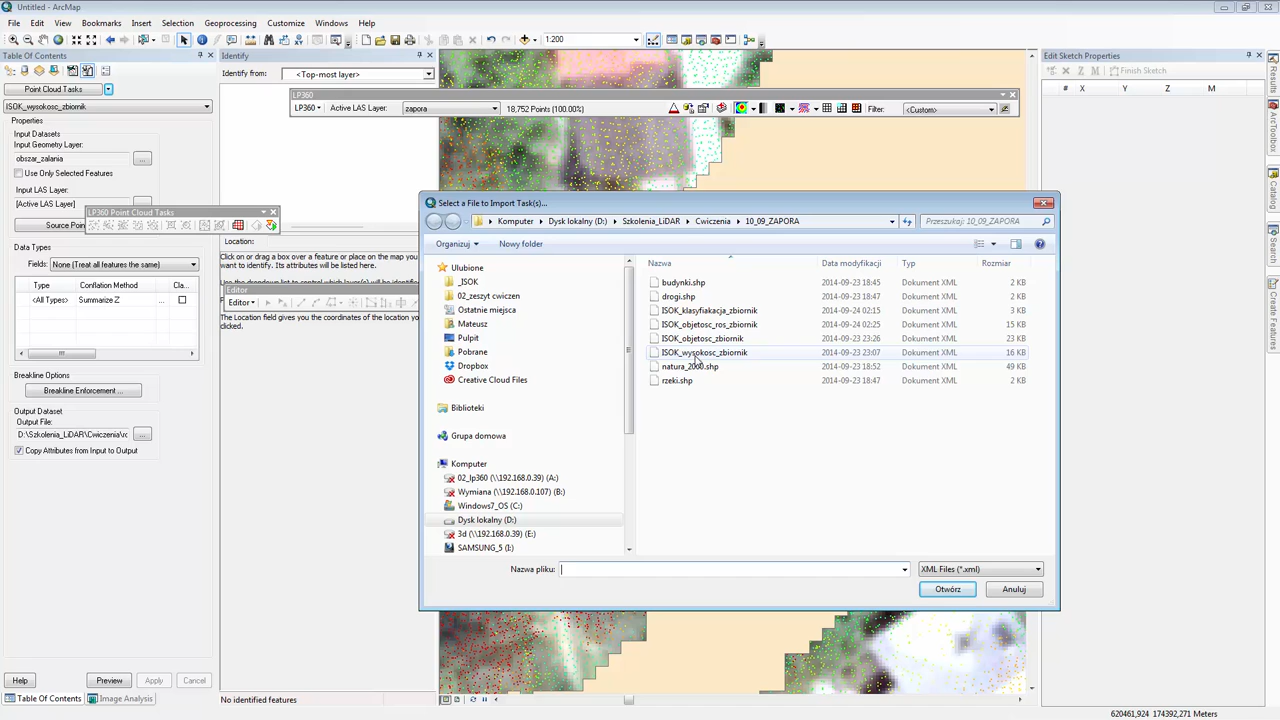 Untitled - ArcMap
File Edit View Bookmarks Insert Selection Geoprocessing Customize Windows Help
1:200
Table Of Contents
Identify
Edit Sketch Properties
Point Cloud Tasks
Identify from: <Top-most layer>
Finish Sketch
# X Y Z M
LP360
LP360 Active LAS Layer: zapora 18,752 Points (100.00%) Filter: <Custom>
ISOK_wysokosc_zbiornik
Properties
Input Datasets
Input Geometry Layer:
obszar_zalania
...
Use Only Selected Features
Input LAS Layer:
[Active LAS Layer]
LP360 Point Cloud Tasks
Source Poin
Data Types
Fields: [None (Treat all features the same)
Type Conflation Method Cla
<All Types> Summarize Z ...
Breakline Options
Breakline Enforcement ...
Output Dataset
Output File:
D:\Szkolenia_LiDAR\Cwiczenia\rc
...
Copy Attributes from Input to Output
Help Preview Apply Cancel
Table Of Contents Image Analysis
Location:
Click on or drag a box over a feature or place on the map you
want to identify. Its attributes will be listed here.
Editor
Editor
The Location field gives you the coordinates of the location you
clicked.
No identified features
Select a File to Import Task(s)...
Komputer Dysk lokalny (D:) Szkolenia_LiDAR Cwiczenia 10_09_ZAPORA
Przeszukaj: 10_09_ZAPORA
Organizuj Nowy folder
Ulubione
_ISOK
02_zeszyt cwiczen
Ostatnie miejsca
Mateusz
Pulpit
Pobrane
Dropbox
Creative Cloud Files
Biblioteki
Grupa domowa
Komputer
02_lp360 (\\192.168.0.39) (A:)
Wymiana (\\192.168.0.107) (B:)
Windows7_OS (C:)
Dysk lokalny (D:)
3d (\\192.168.0.39) (E:)
SAMSUNG_5 (I:)
Nazwa Data modyfikacji Typ Rozmiar
budynki.shp 2014-09-23 18:45 Dokument XML 2 KB
drogi.shp 2014-09-23 18:46 Dokument XML 2 KB
ISOK_klasyfiakacja_zbiornik 2014-09-24 02:15 Dokument XML 3 KB
ISOK_objetosc_ros_zbiornik 2014-09-24 02:25 Dokument XML 15 KB
ISOK_objetosc_zbiornik 2014-09-23 23:26 Dokument XML 24 KB
ISOK_wysokosc_zbiornik 2014-09-23 23:07 Dokument XML 16 KB
natura_2000.shp 2014-09-23 18:52 Dokument XML 49 KB
rzeki.shp 2014-09-23 18:47 Dokument XML 2 KB
Nazwa pliku:
XML Files (*.xml)
Otwórz Anuluj
Results
ArcToolbox
Catalog
Search
Create Features
620461,924 174392,271 Meters